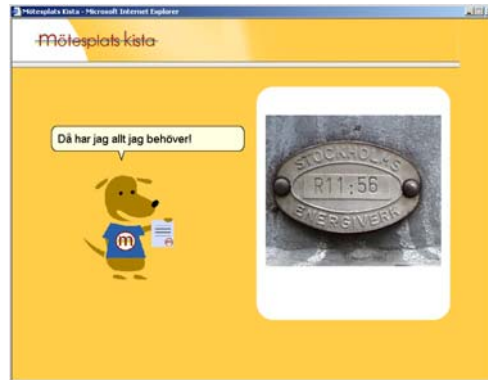 Mötesplats Kista - Microsoft Internet Explorer
mötesplats kista
Då har jag allt jag behöver!
m
STOCKHOLMS
R11:56
ENERGIVERK